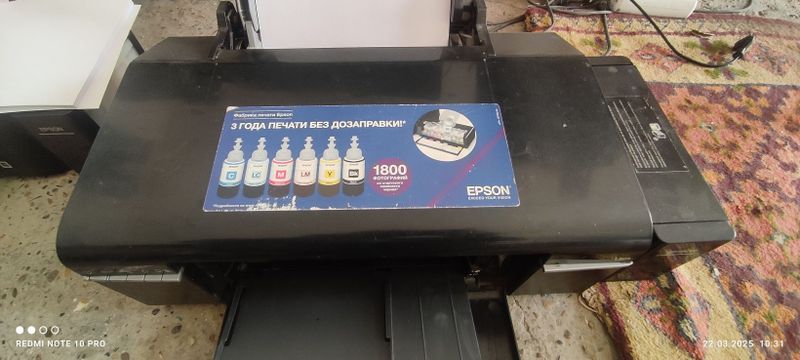 EPSON
Фабрика печати Epson
3 ГОДА ПЕЧАТИ БЕЗ ДОЗАПРАВКИ!*
C
LC
M
LM
Y
BK
1800
ФОТОГРАФИЙ
EPSON
EXCEED YOUR VISION
REDMI NOTE 10 PRO
22.03.2025 10:31